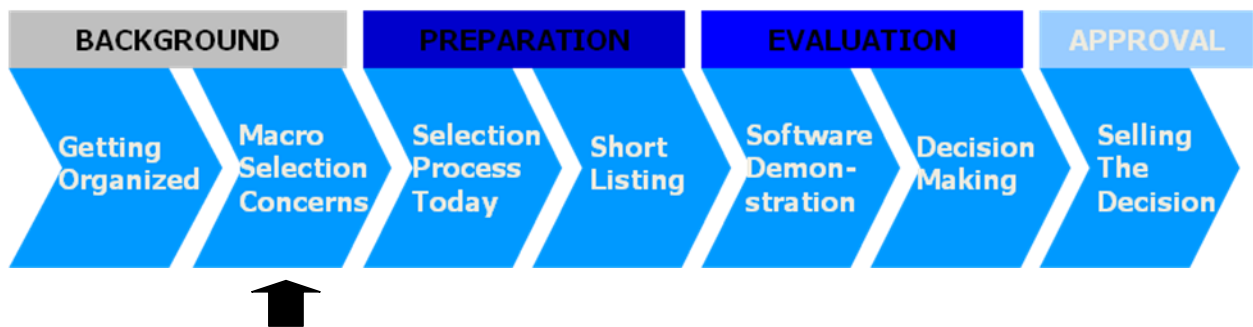 BACKGROUND
PREPARATION
EVALUATION
APPROVAL
Getting
Organized
Macro
Selection
Concerns
Selection
Process
Today
Short
Listing
Software
Demon-
stration
Decision
Making
Selling
The
Decision